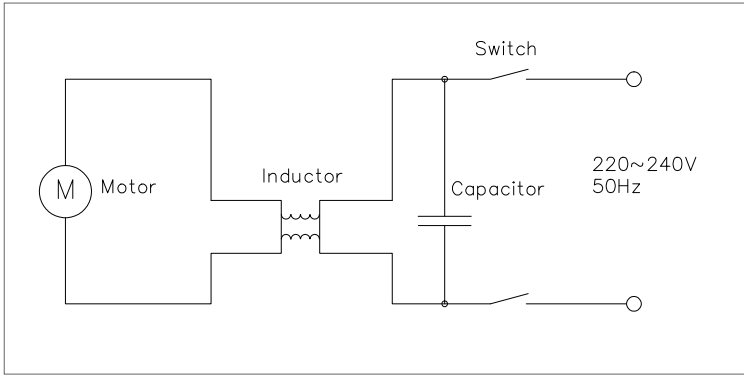 Switch
Inductor
M
Motor
Capacitor
220~240V
50Hz